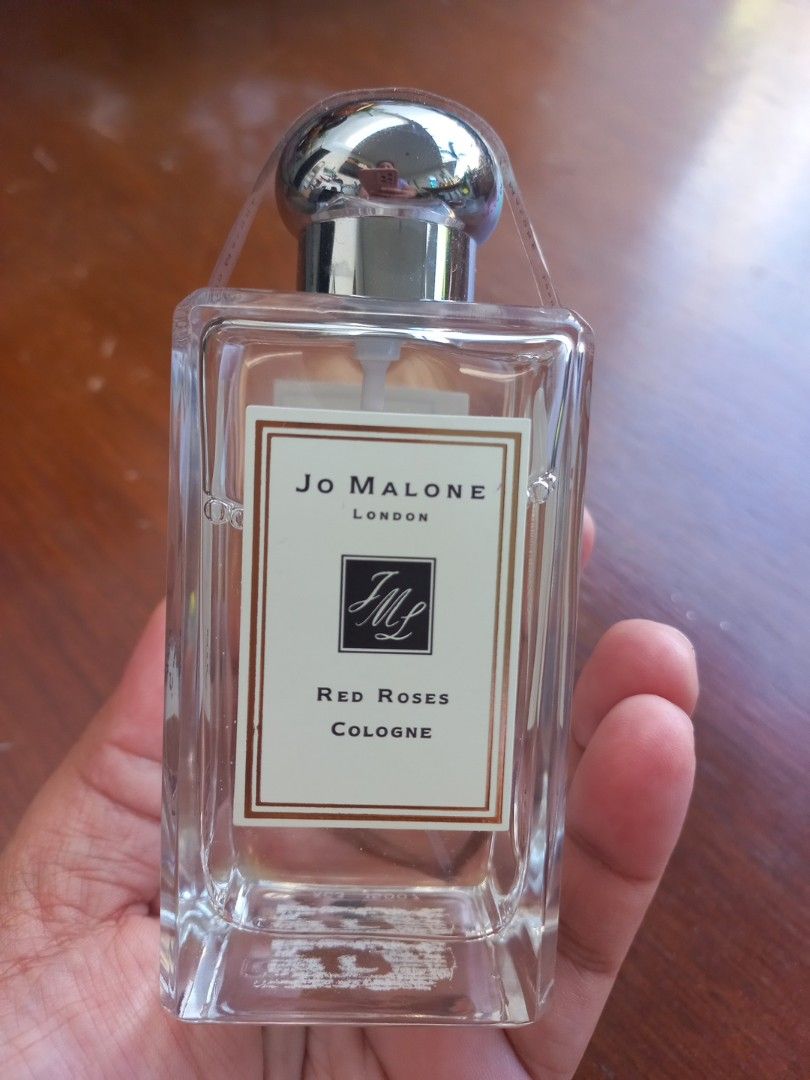 Jo Malone
London
JML
Red Roses
Cologne